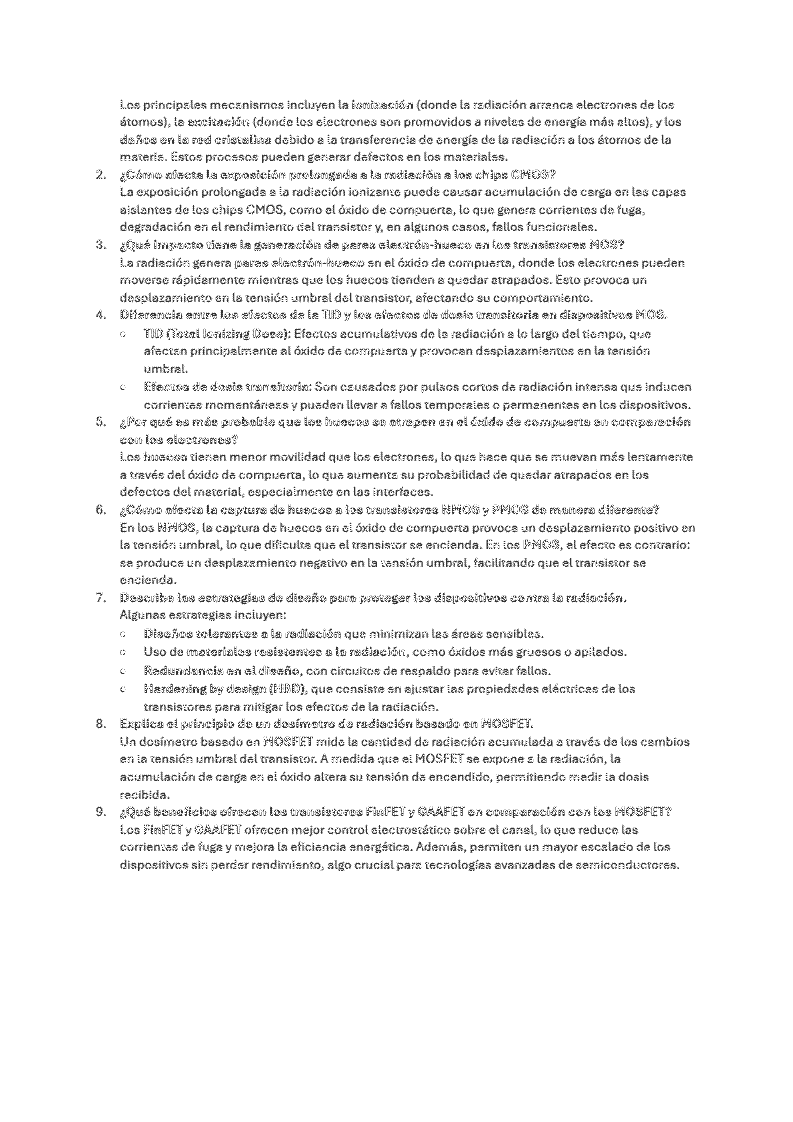 Los principales mecanismos incluyen la ionización (donde la radiación arranca electrones de los
átomos), la excitación (donde los electrones son promovidos a niveles de energía más altos), y los
daños en la red cristalina debido a la transferencia de energía de la radiación a los átomos de la
materia. Estos procesos pueden generar defectos en los materiales.
2. ¿Cómo afecta la exposición prolongada a la radiación a los chips CMOS?
La exposición prolongada a la radiación ionizante puede causar acumulación de carga en las capas
aislantes de los chips CMOS, como el óxido de compuerta, lo que genera corrientes de fuga,
degradación en el rendimiento del transistor y, en algunos casos, fallos funcionales.
3. ¿Qué impacto tiene la generación de pares electrón-hueco en los transistores MOS?
La radiación genera pares electrón-hueco en el óxido de compuerta, donde los electrones pueden
moverse rápidamente mientras que los huecos tienden a quedar atrapados. Esto provoca un
desplazamiento en la tensión umbral del transistor, afectando su comportamiento.
4. Diferencia entre los efectos de la TID y los efectos de dosis transitoria en dispositivos MOS.
○ TID (Total Ionizing Dose): Efectos acumulativos de la radiación a lo largo del tiempo, que
afectan principalmente al óxido de compuerta y provocan desplazamientos en la tensión
umbral.
○ Efectos de dosis transitoria: Son causados por pulsos cortos de radiación intensa que inducen
corrientes momentáneas y pueden llevar a fallos temporales o permanentes en los dispositivos.
5. ¿Por qué es más probable que los huecos se atrapen en el óxido de compuerta en comparación
con los electrones?
Los huecos tienen menor movilidad que los electrones, lo que hace que se muevan más lentamente
a través del óxido de compuerta, lo que aumenta su probabilidad de quedar atrapados en los
defectos del material, especialmente en las interfaces.
6. ¿Cómo afecta la captura de huecos a los transistores NMOS y PMOS de manera diferente?
En los NMOS, la captura de huecos en el óxido de compuerta provoca un desplazamiento positivo en
la tensión umbral, lo que dificulta que el transistor se encienda. En los PMOS, el efecto es contrario:
se produce un desplazamiento negativo en la tensión umbral, facilitando que el transistor se
encienda.
7. Describe las estrategias de diseño para proteger los dispositivos contra la radiación.
Algunas estrategias incluyen:
○ Diseños tolerantes a la radiación que minimizan las áreas sensibles.
○ Uso de materiales resistentes a la radiación, como óxidos más gruesos o apilados.
○ Redundancia en el diseño, con circuitos de respaldo para evitar fallos.
○ Hardening by design (HBD), que consiste en ajustar las propiedades eléctricas de los
transistores para mitigar los efectos de la radiación.
8. Explica el principio de un dosímetro de radiación basado en MOSFET.
Un dosímetro basado en MOSFET mide la cantidad de radiación acumulada a través de los cambios
en la tensión umbral del transistor. A medida que el MOSFET se expone a la radiación, la
acumulación de carga en el óxido altera su tensión de encendido, permitiendo medir la dosis
recibida.
9. ¿Qué beneficios ofrecen los transistores FinFET y GAAFET en comparación con los MOSFET?
Los FinFET y GAAFET ofrecen mejor control electrostático sobre el canal, lo que reduce las
corrientes de fuga y mejora la eficiencia energética. Además, permiten un mayor escalado de los
dispositivos sin perder rendimiento, algo crucial para tecnologías avanzadas de semiconductores.